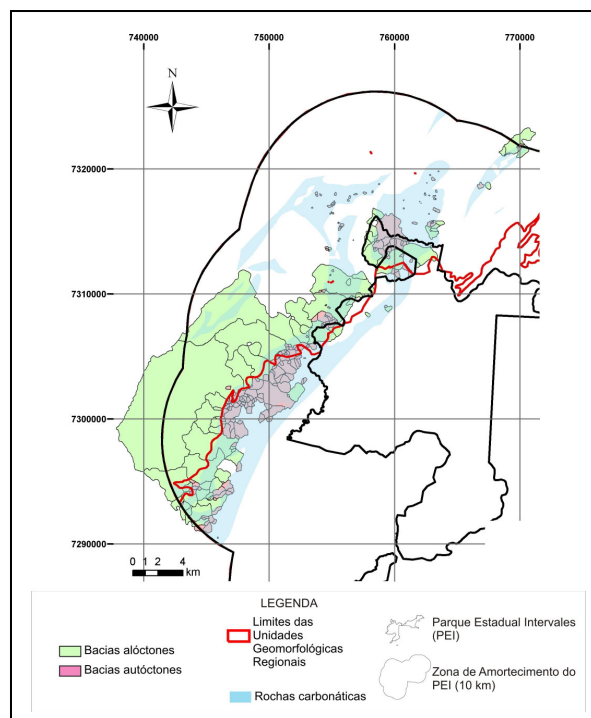 740000 750000 760000 770000
N
7320000
7310000
7300000
7290000
0 1 2 4
km
LEGENDA
Bacias alóctones
Bacias autóctones
Limites das
Unidades
Geomorfológicas
Regionais
Rochas carbonáticas
Parque Estadual Intervales
(PEI)
Zona de Amortecimento do
PEI (10 km)